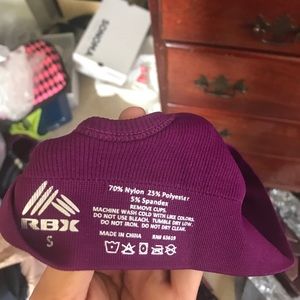 70% Nylon 25% Polyester
5% Spandex
REMOVE CUPS.
MACHINE WASH COLD WITH LIKE COLORS.
DO NOT USE BLEACH. TUMBLE DRY LOW.
DO NOT IRON. DO NOT DRY CLEAN.
MADE IN CHINA
RBX
S